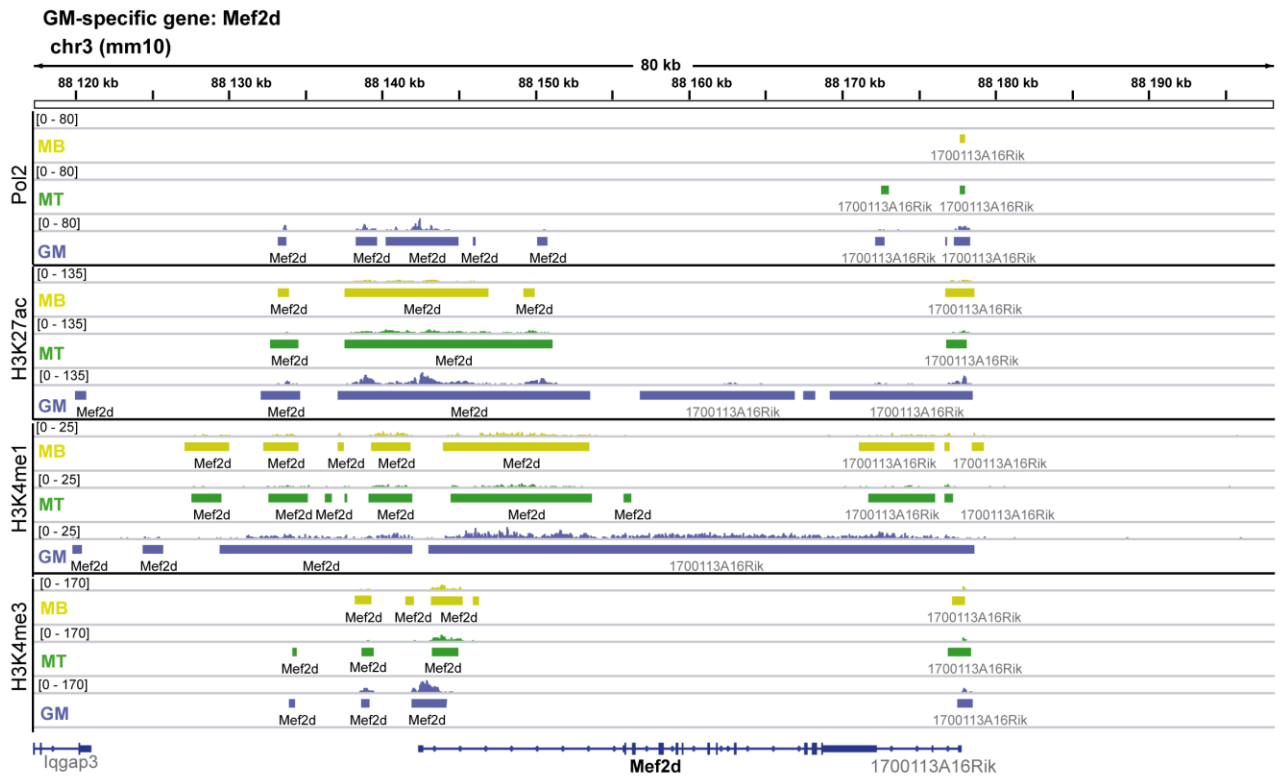 GM-specific gene: Mef2d
chr3 (mm10)
80 kb
88 120 kb 88 130 kb 88 140 kb 88 150 kb 88 160 kb 88 170 kb 88 180 kb 88 190 kb
Pol2
[0 - 80]
MB
1700113A16Rik
[0 - 80]
MT
1700113A16Rik 1700113A16Rik
[0 - 80]
GM
Mef2d Mef2d Mef2d Mef2d Mef2d 1700113A16Rik 1700113A16Rik
H3K27ac
[0 - 135]
MB
Mef2d Mef2d Mef2d 1700113A16Rik
[0 - 135]
MT
Mef2d Mef2d 1700113A16Rik
[0 - 135]
GM
Mef2d Mef2d Mef2d 1700113A16Rik 1700113A16Rik
H3K4me1
[0 - 25]
MB
Mef2d Mef2d Mef2d Mef2d Mef2d 1700113A16Rik 1700113A16Rik
[0 - 25]
MT
Mef2d Mef2d Mef2d Mef2d Mef2d Mef2d 1700113A16Rik 1700113A16Rik
[0 - 25]
GM
Mef2d Mef2d Mef2d 1700113A16Rik
H3K4me3
[0 - 170]
MB
Mef2d Mef2d Mef2d 1700113A16Rik
[0 - 170]
MT
Mef2d Mef2d Mef2d 1700113A16Rik
[0 - 170]
GM
Mef2d Mef2d Mef2d 1700113A16Rik
Iqgap3 Mef2d 1700113A16Rik